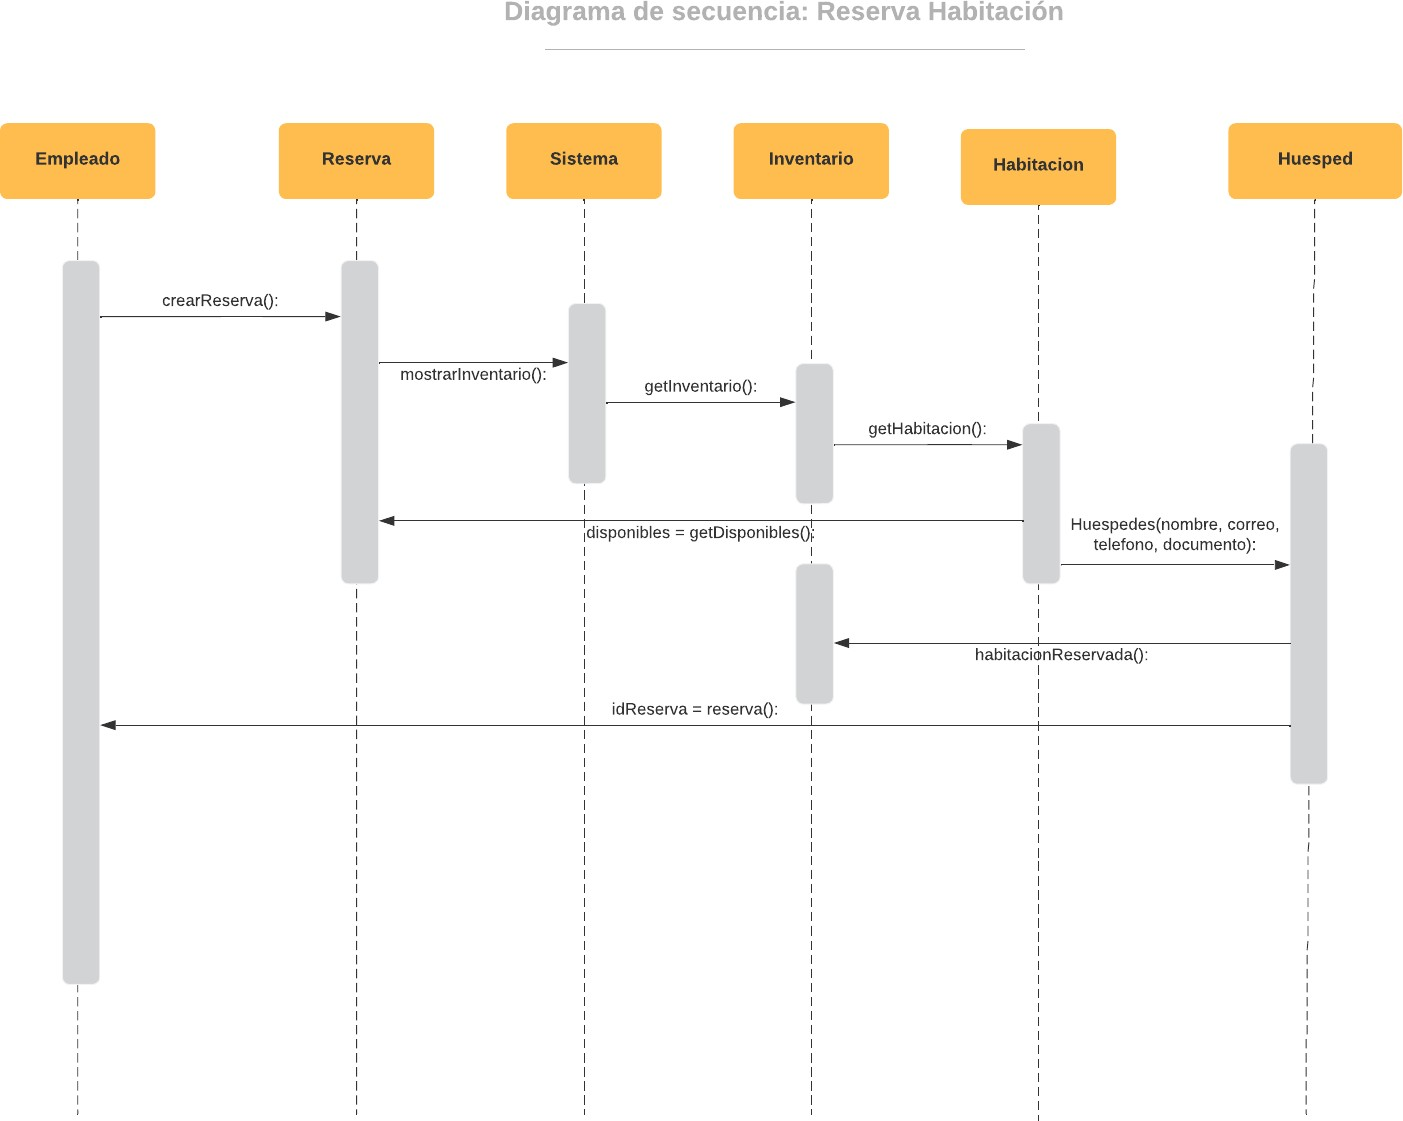 Diagrama de secuencia: Reserva Habitación
Empleado
Reserva
Sistema
Inventario
Habitacion
Huesped
crearReserva():
mostrarInventario():
getInventario():
getHabitacion():
disponibles = getDisponibles():
Huespedes(nombre, correo,
telefono, documento):
habitacionReservada():
idReserva = reserva():